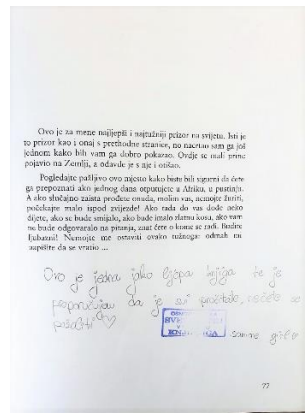 Ovo je za mene najljepši i najtužniji prizor na svijetu. Isti je
to prizor kao i onaj s prethodne stranice, no nacrtao sam ga još
jednom kako bih vam ga dobro pokazao. Ovdje se mali princ
pojavio na Zemlji, a odavde je s nje i otišao.
Pogledajte pažljivo ovo mjesto kako biste bili sigurni da ćete
ga prepoznati ako jednog dana otputujete u Afriku, u pustinju.
A ako slučajno zaista prođete onuda, molim vas, nemojte žuriti,
počekajte malo ispod zvijezde! Ako tada do vas dođe neko
dijete, ako se bude smijalo, ako bude imalo zlatnu kosu, ako vam
ne bude odgovaralo na pitanja, znat ćete o kome se radi. Budite
ljubazni! Nemojte me ostaviti ovako tužnoga: odmah mi
napišite da se vratio ...
Ovo je jedna jako ljepa knjiga te je
preporučujem da je svi pročitate, nećete se
pokajati
77